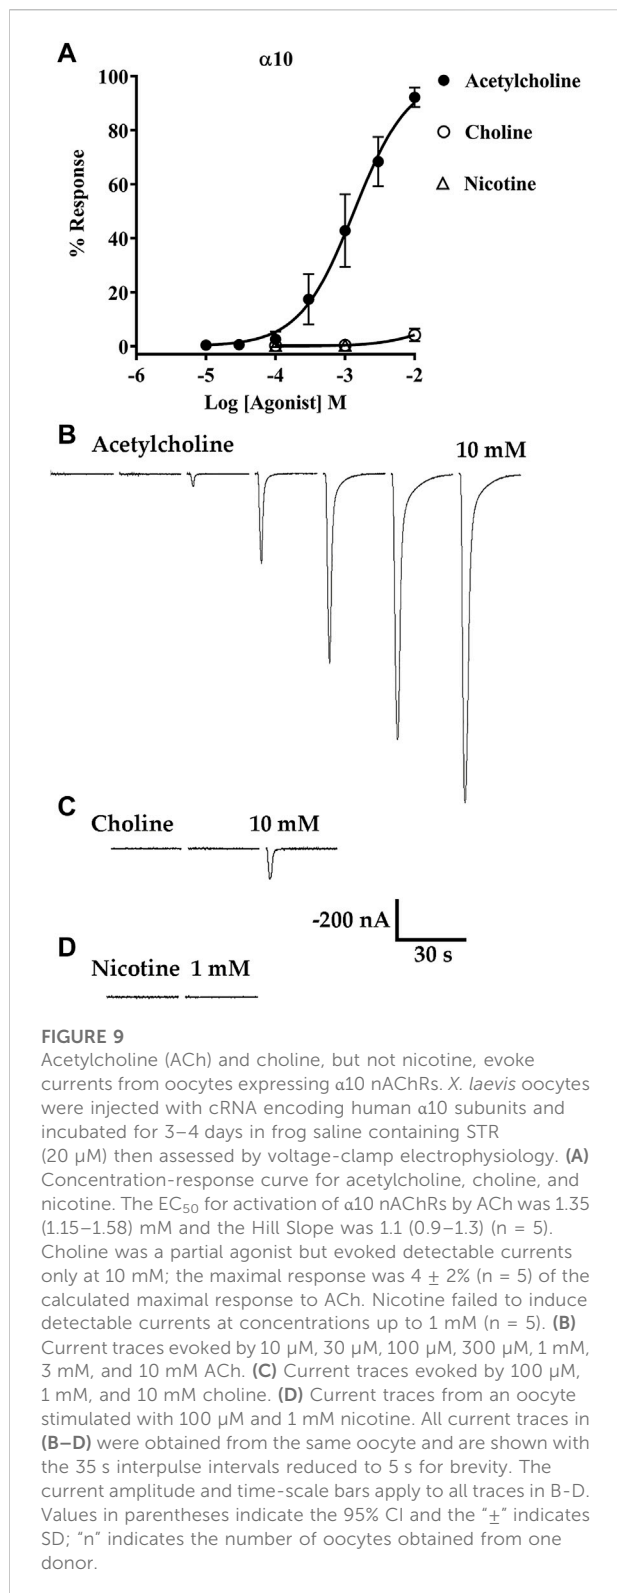 A
α10
100
80
60
40
20
0
% Response
-6 -5 -4 -3 -2
Log [Agonist] M
Acetylcholine
Choline
Nicotine
B
Acetylcholine 10 mM
C
Choline 10 mM
-200 nA
30 s
D
Nicotine 1 mM
FIGURE 9
Acetylcholine (ACh) and choline, but not nicotine, evoke
currents from oocytes expressing α10 nAChRs. X. laevis oocytes
were injected with cRNA encoding human α10 subunits and
incubated for 3–4 days in frog saline containing STR
(20 μM) then assessed by voltage-clamp electrophysiology. (A)
Concentration-response curve for acetylcholine, choline, and
nicotine. The EC₅₀ for activation of α10 nAChRs by ACh was 1.35
(1.15–1.58) mM and the Hill Slope was 1.1 (0.9–1.3) (n = 5).
Choline was a partial agonist but evoked detectable currents
only at 10 mM; the maximal response was 4 ± 2% (n = 5) of the
calculated maximal response to ACh. Nicotine failed to induce
detectable currents at concentrations up to 1 mM (n = 5). (B)
Current traces evoked by 10 μM, 30 μM, 100 μM, 300 μM, 1 mM,
3 mM, and 10 mM ACh. (C) Current traces evoked by 100 μM,
1 mM, and 10 mM choline. (D) Current traces from an oocyte
stimulated with 100 μM and 1 mM nicotine. All current traces in
(B–D) were obtained from the same oocyte and are shown with
the 35 s interpulse intervals reduced to 5 s for brevity. The
current amplitude and time-scale bars apply to all traces in B-D.
Values in parentheses indicate the 95% CI and the “±” indicates
SD; “n” indicates the number of oocytes obtained from one
donor.